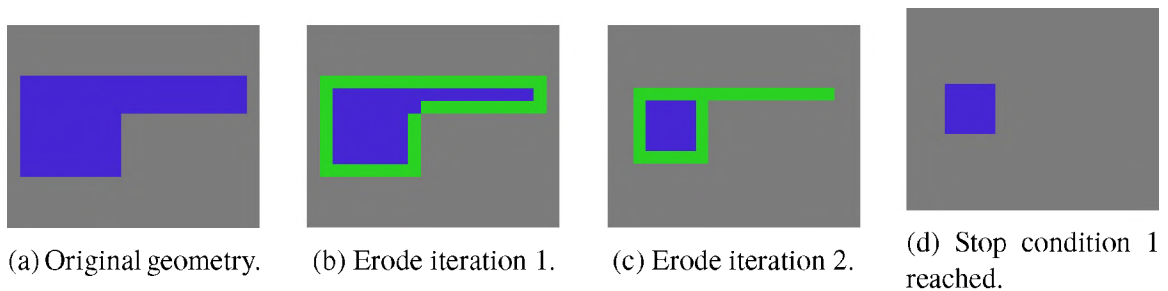 (a) Original geometry.
(b) Erode iteration 1.
(c) Erode iteration 2.
(d) Stop condition 1
reached.